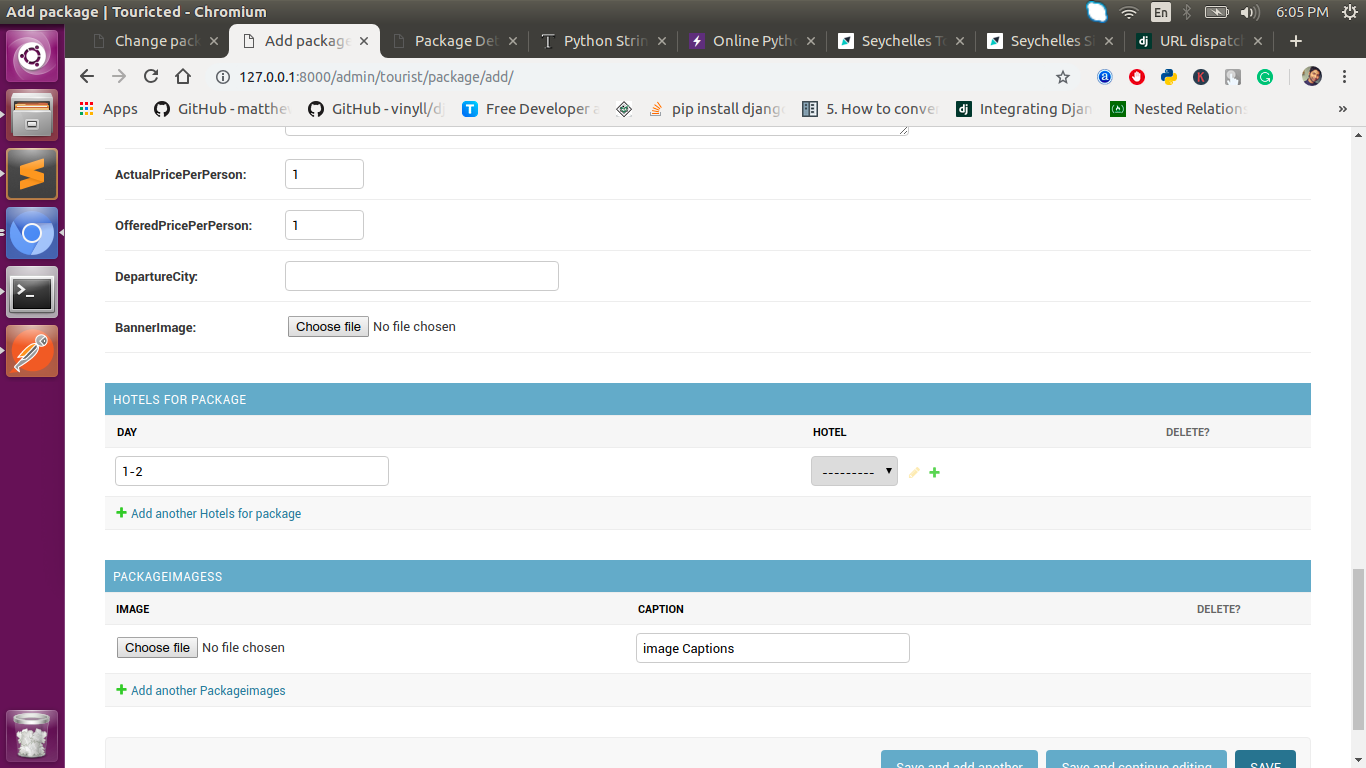 Add package | Touricted - Chromium
En
6:05 PM
Change pac
Add package
Package Det
Python Strin
Online Pytho
Seychelles To
Seychelles S
dj URL dispatc
127.0.0.1:8000/admin/tourist/package/add/
Apps
GitHub - matthe
GitHub - vinyll/d
Free Developer a
pip install djang
5. How to conver
dj Integrating Djan
Nested Relations
»
ActualPricePerPerson:
1
OfferedPricePerPerson:
1
DepartureCity:
BannerImage:
Choose file No file chosen
HOTELS FOR PACKAGE
DAY HOTEL DELETE?
1-2
---------
Add another Hotels for package
PACKAGEIMAGESS
IMAGE CAPTION DELETE?
Choose file No file chosen
image Captions
Add another Packageimages
Save and add another
Save and continue editing
SAVE